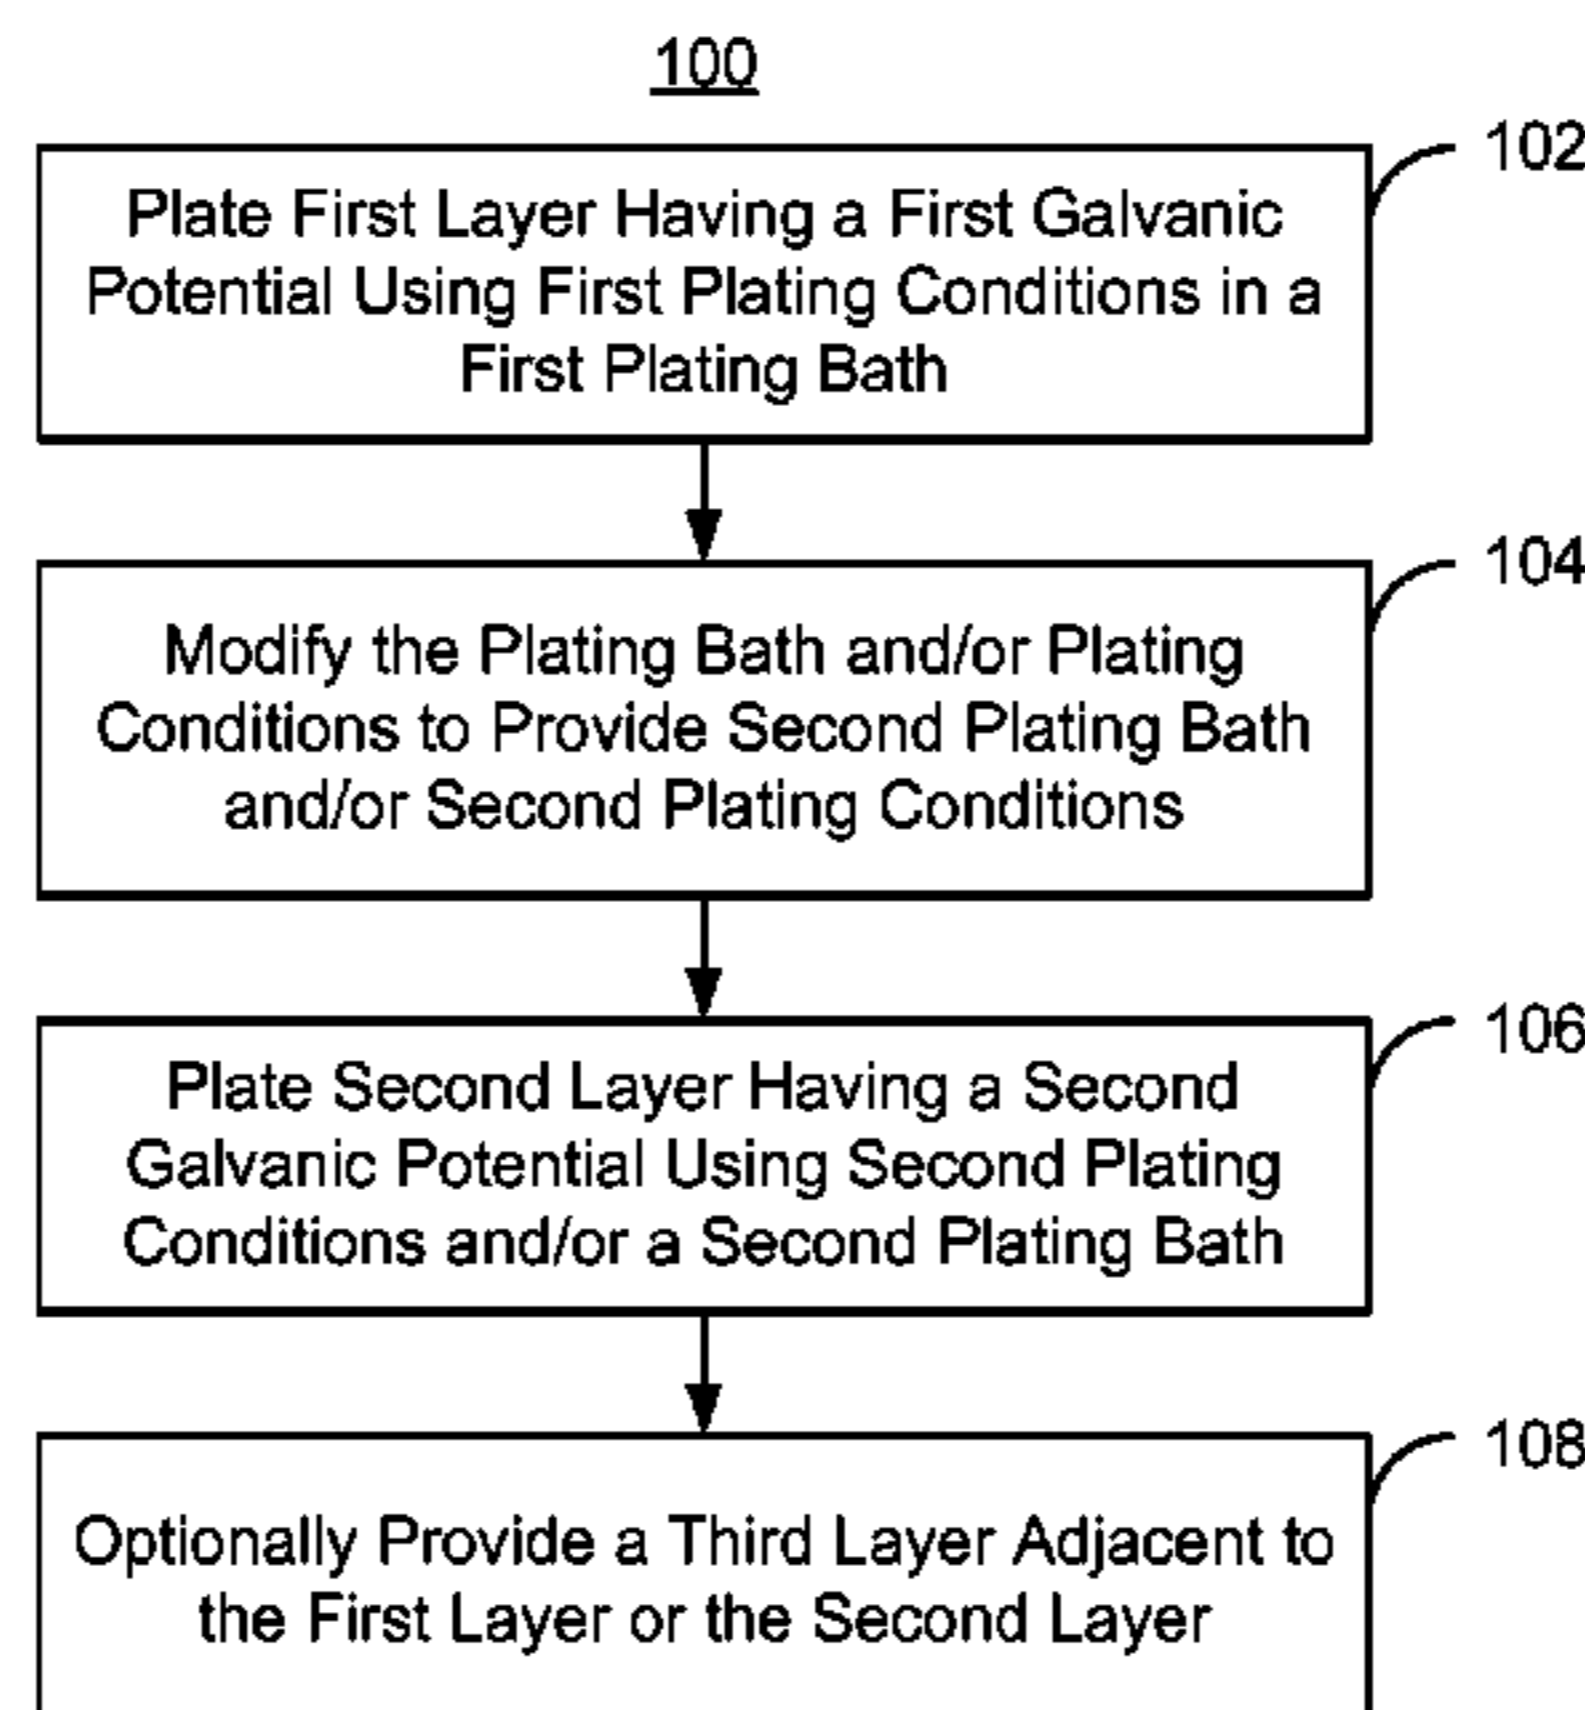 100
102
Plate First Layer Having a First Galvanic
Potential Using First Plating Conditions in a
First Plating Bath
104
Modify the Plating Bath and/or Plating
Conditions to Provide Second Plating Bath
and/or Second Plating Conditions
106
Plate Second Layer Having a Second
Galvanic Potential Using Second Plating
Conditions and/or a Second Plating Bath
108
Optionally Provide a Third Layer Adjacent to
the First Layer or the Second Layer